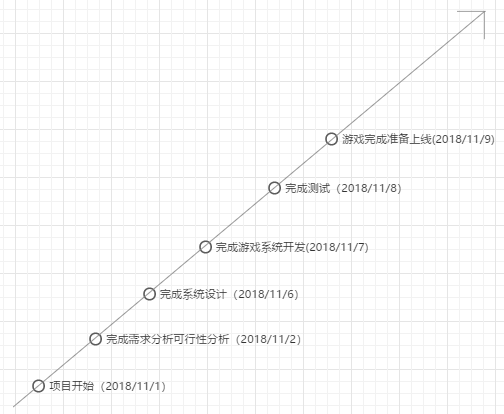 游戏完成准备上线(2018/11/9)
完成测试（2018/11/8）
完成游戏系统开发(2018/11/7)
完成系统设计（2018/11/6）
完成需求分析可行性分析（2018/11/2）
项目开始（2018/11/1）